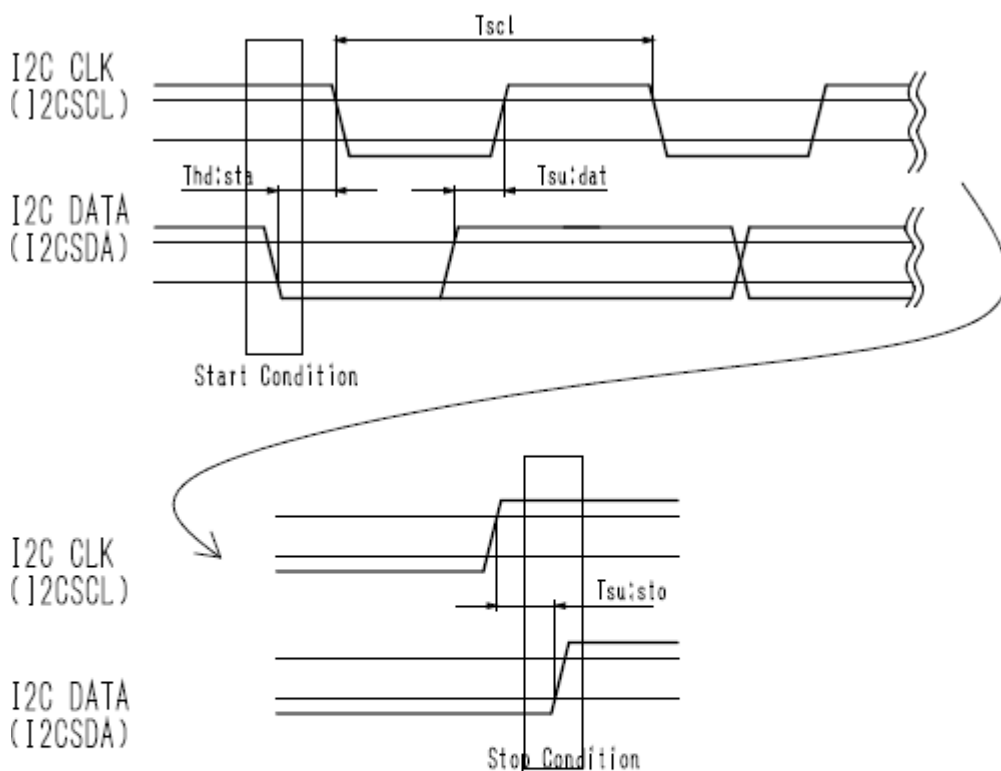 Tscl
I2C CLK
(I2CSCL)
Thd;sta
Tsu;dat
I2C DATA
(I2CSDA)
Start Condition
I2C CLK
(I2CSCL)
Tsu;sto
I2C DATA
(I2CSDA)
Stop Condition